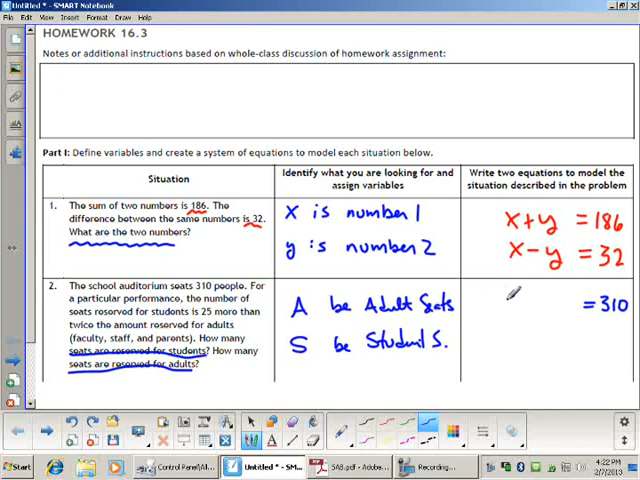 Untitled * - SMART Notebook
File Edit View Insert Format Draw Help
HOMEWORK 16.3
Notes or additional instructions based on whole-class discussion of homework assignment:
Part I: Define variables and create a system of equations to model each situation below.
Situation
Identify what you are looking for and
assign variables
Write two equations to model the
situation described in the problem
1. The sum of two numbers is 186. The
difference between the same numbers is 32.
What are the two numbers?
x is number 1
y is number 2
x + y = 186
x - y = 32
2. The school auditorium seats 310 people. For
a particular performance, the number of
seats reserved for students is 25 more than
twice the amount reserved for adults
(faculty, staff, and parents). How many
seats are reserved for students? How many
seats are reserved for adults?
A be Adult Seats
S be Student S.
= 310
Start
Control Panel\Al...
Untitled * - SM...
SAB.pdf - Adobe...
Recording...
4:22 PM
2/7/2013